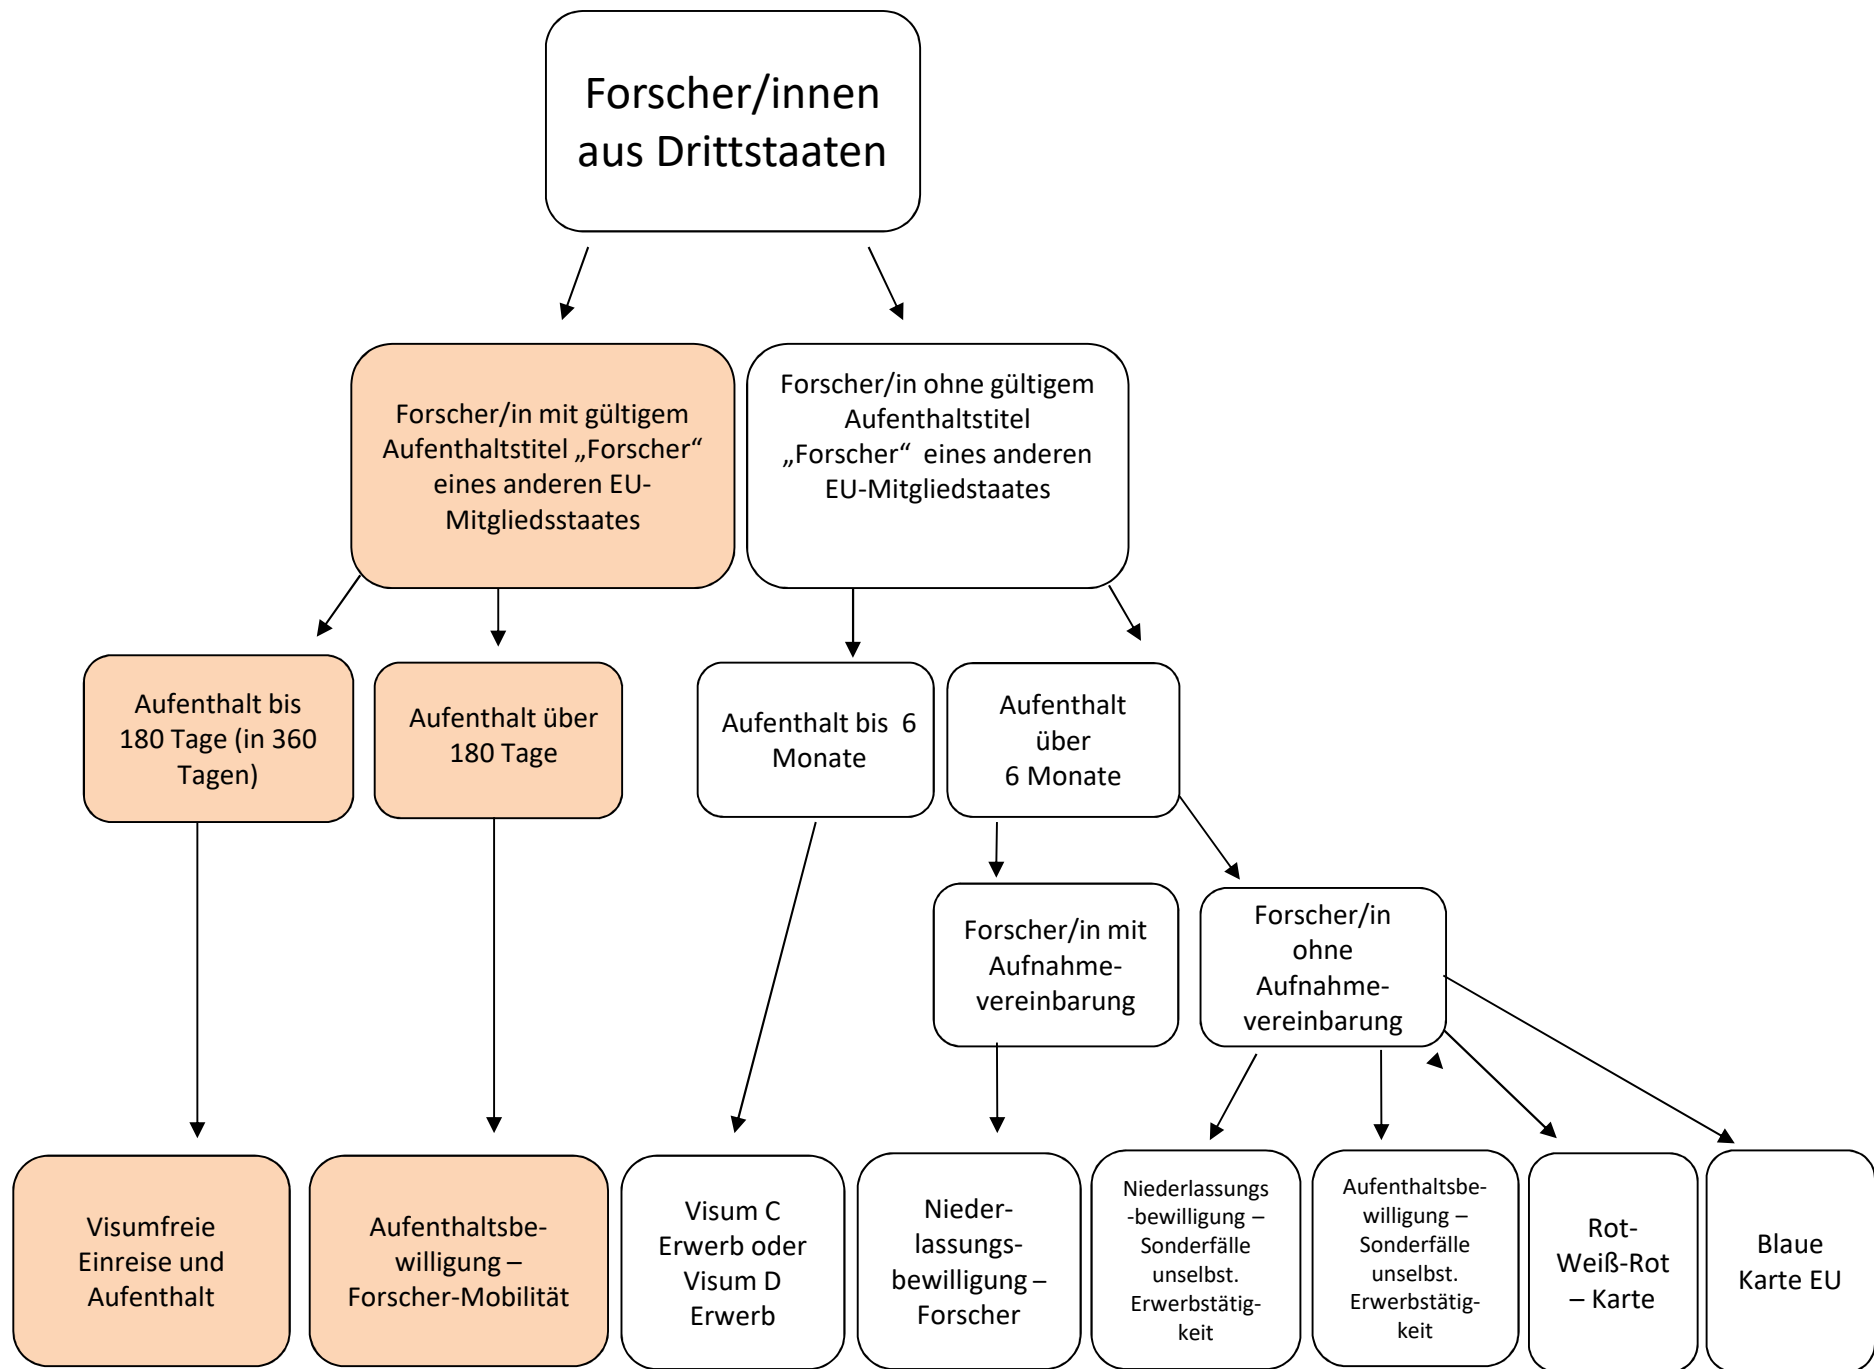 Forscher/innen
aus Drittstaaten
Forscher/in mit gültigem
Aufenthaltstitel „Forscher“
eines anderen EU-
Mitgliedsstaates
Forscher/in ohne gültigem
Aufenthaltstitel
„Forscher“ eines anderen
EU-Mitgliedstaates
Aufenthalt bis
180 Tage (in 360
Tagen)
Aufenthalt über
180 Tage
Aufenthalt bis 6
Monate
Aufenthalt
über
6 Monate
Forscher/in mit
Aufnahme-
vereinbarung
Forscher/in
ohne
Aufnahme-
vereinbarung
Visumfreie
Einreise und
Aufenthalt
Aufenthaltsbe-
willigung –
Forscher-Mobilität
Visum C
Erwerb oder
Visum D
Erwerb
Nieder-
lassungs-
bewilligung –
Forscher
Niederlassungs
-bewilligung –
Sonderfälle
unselbst.
Erwerbstätig-
keit
Aufenthaltsbe-
willigung –
Sonderfälle
unselbst.
Erwerbstätig-
keit
Rot-
Weiß-Rot
– Karte
Blaue
Karte EU